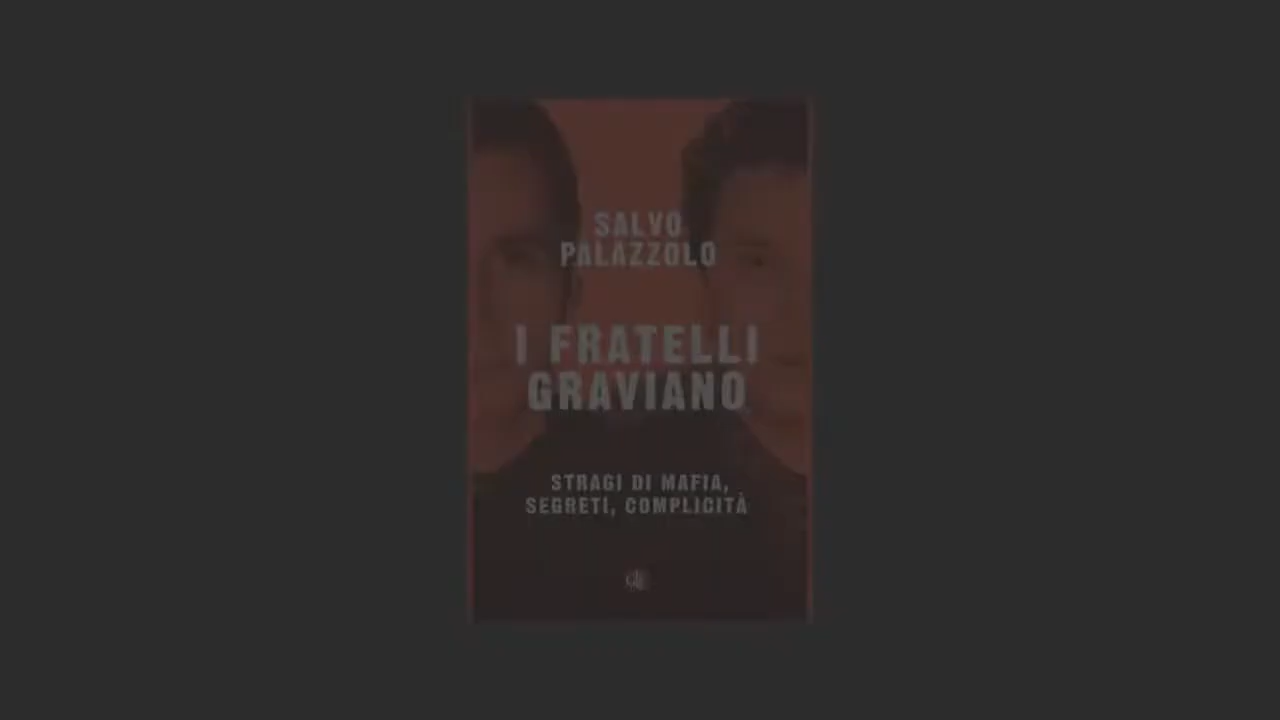 SALVO
PALAZZOLO
I FRATELLI
GRAVIANO
STRAGI DI MAFIA,
SEGRETI, COMPLICITÀ